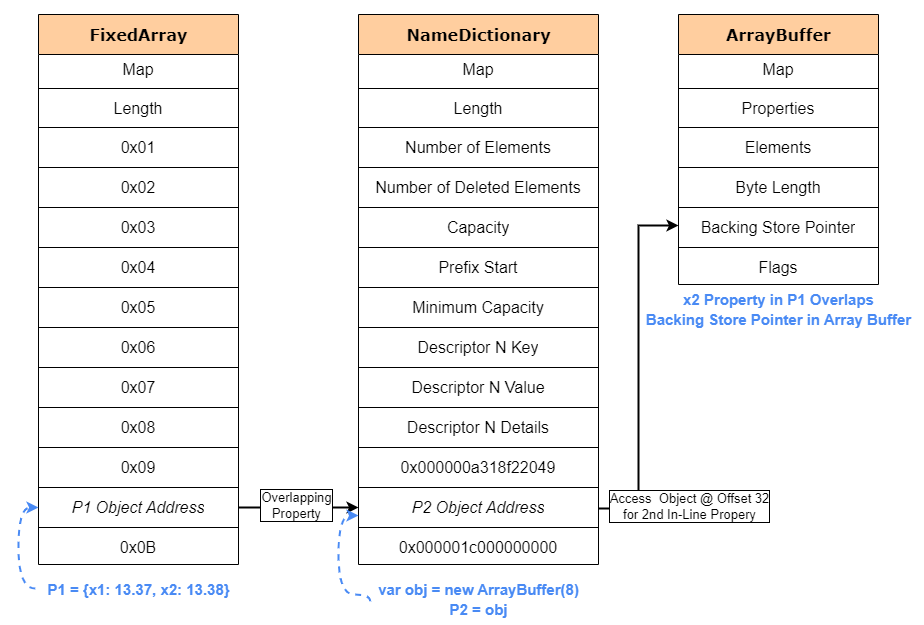 FixedArray
Map
Length
0x01
0x02
0x03
0x04
0x05
0x06
0x07
0x08
0x09
P1 Object Address
0x0B
P1 = {x1: 13.37, x2: 13.38}
Overlapping
Property
NameDictionary
Map
Length
Number of Elements
Number of Deleted Elements
Capacity
Prefix Start
Minimum Capacity
Descriptor N Key
Descriptor N Value
Descriptor N Details
0x000000a318f22049
P2 Object Address
0x000001c000000000
var obj = new ArrayBuffer(8)
P2 = obj
Access Object @ Offset 32
for 2nd In-Line Propery
ArrayBuffer
Map
Properties
Elements
Byte Length
Backing Store Pointer
Flags
x2 Property in P1 Overlaps
Backing Store Pointer in Array Buffer